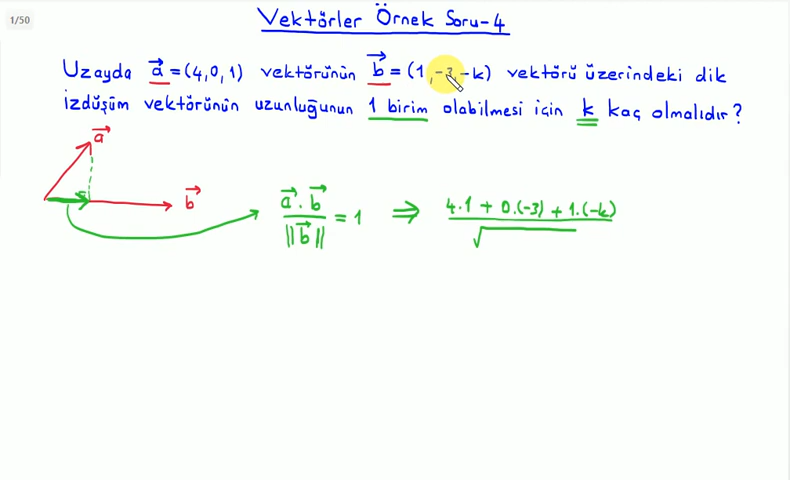 1/50
Vektörler Örnek Soru-4
Uzayda a⃗ = (4,0,1) vektörünün b⃗ = (1,-3,-k) vektörü üzerindeki dik
izdüşüm vektörünün uzunluğunun 1 birim olabilmesi için k kaç olmalıdır?
a⃗
b⃗
a⃗ . b⃗ / ||b⃗|| = 1 ⇒ 4.1 + 0.(-3) + 1.(-k) / √